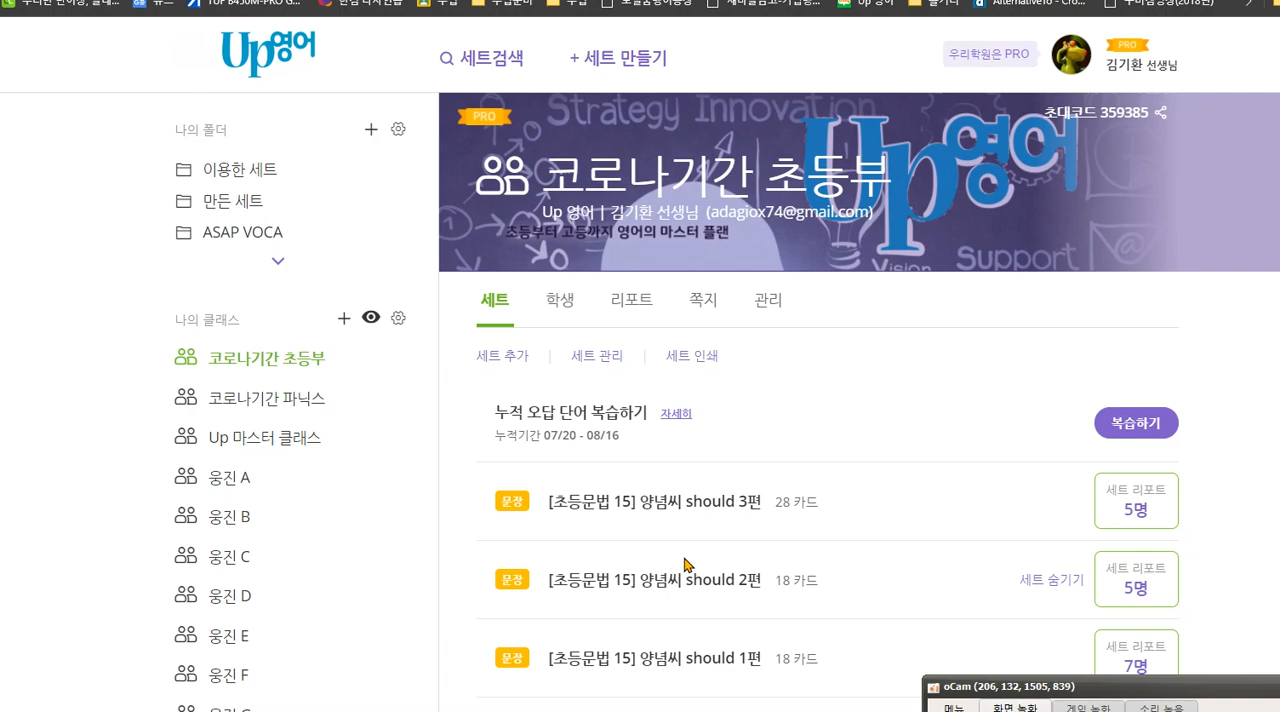 TUF B450M-PRO G...
Up 영어
AlternativeTo - Cro...
Up영어
세트검색
+ 세트 만들기
우리학원은 PRO
PRO
김기환 선생님
나의 폴더
이용한 세트
만든 세트
ASAP VOCA
나의 클래스
코로나기간 초등부
코로나기간 파닉스
Up 마스터 클래스
웅진 A
웅진 B
웅진 C
웅진 D
웅진 E
웅진 F
PRO
Strategy Innovation
초대코드 359385
Up영어
코로나기간 초등부
Up 영어 | 김기환 선생님 (adagiox74@gmail.com)
초등부터 고등까지 영어의 마스터 플랜
Vision
Support
세트
학생
리포트
쪽지
관리
세트 추가
세트 관리
세트 인쇄
누적 오답 단어 복습하기 자세히
누적기간 07/20 - 08/16
복습하기
문장 [초등문법 15] 양념씨 should 3편 28 카드
세트 리포트
5명
문장 [초등문법 15] 양념씨 should 2편 18 카드
세트 숨기기
세트 리포트
5명
문장 [초등문법 15] 양념씨 should 1편 18 카드
세트 리포트
7명
oCam (206, 132, 1505, 839)
메뉴
화면 녹화
게임 녹화
소리 녹음